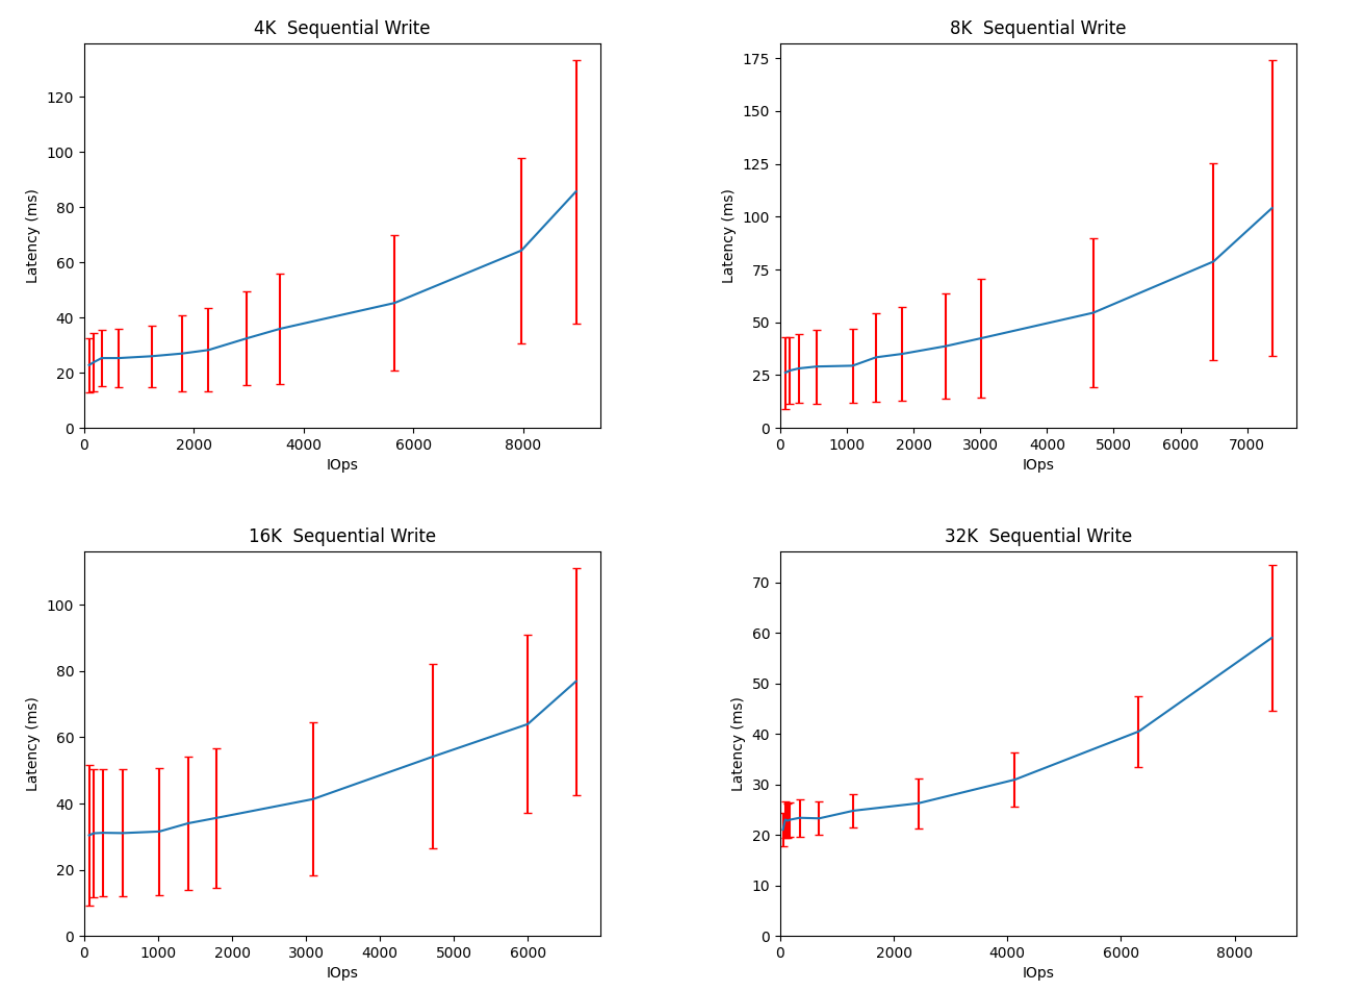 4K  Sequential Write
120
100
80
60
40
20
0
Latency (ms)
0 2000 4000 6000 8000
IOps
8K  Sequential Write
175
150
125
100
75
50
25
0
Latency (ms)
0 1000 2000 3000 4000 5000 6000 7000
IOps
16K  Sequential Write
100
80
60
40
20
0
Latency (ms)
0 1000 2000 3000 4000 5000 6000
IOps
32K  Sequential Write
70
60
50
40
30
20
10
0
Latency (ms)
0 2000 4000 6000 8000
IOps